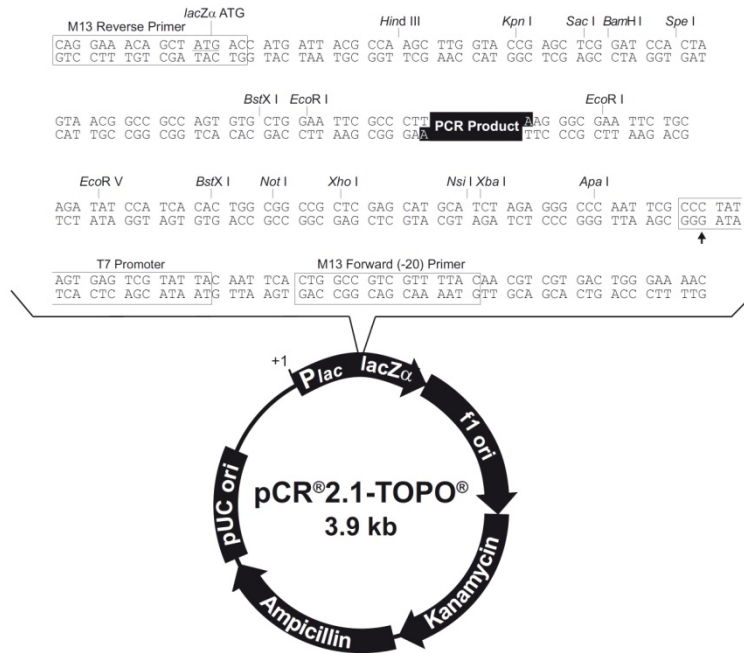 lacZα ATG
M13 Reverse Primer
Hind III Kpn I Sac I BamH I Spe I
CAG GAA ACA GCT ATG ACC ATG ATT ACG CCA AGC TTG GTA CCG AGC TCG GAT CCA CTA
GTC CTT TGT CGA TAC TGG TAC TAA TGC GGT TCG AAC CAT GGC TCG AGC CTA GGT GAT
BstX I EcoR I EcoR I
GTA ACG GCC GCC AGT GTG CTG GAA TTC GCC CTT PCR Product AAG GGC GAA TTC TGC
CAT TGC CGG CGG TCA CAC GAC CTT AAG CGG GAA TTC CCG CTT AAG ACG
EcoR V BstX I Not I Xho I Nsi I Xba I Apa I
AGA TAT CCA TCA CAC TGG CGG CCG CTC GAG CAT GCA TCT AGA GGG CCC AAT TCG CCC TAT
TCT ATA GGT AGT GTG ACC GCC GGC GAG CTC GTA CGT AGA TCT CCC GGG TTA AGC GGG ATA
T7 Promoter M13 Forward (-20) Primer
AGT GAG TCG TAT TAC AAT TCA CTG GCC GTC GTT TTA CAA CGT CGT GAC TGG GAA AAC
TCA CTC AGC ATA ATG TTA AGT GAC CGG CAG CAA AAT GTT GCA GCA CTG ACC CTT TTG
+1
Plac lacZα
f1 ori
Kanamycin
Ampicillin
pUC ori
pCR®2.1-TOPO®
3.9 kb